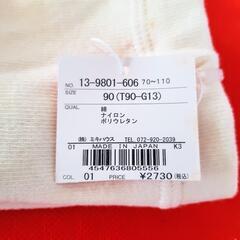 NO. 13-9801-606 70~110
SIZE 90(T90-G13)
QUAL 綿
ナイロン
ポリウレタン
(株) ミキハウス TEL 072-920-2039
01 MADE IN JAPAN K3
4547636805556
COL 01 PRICE ¥2730(税込)